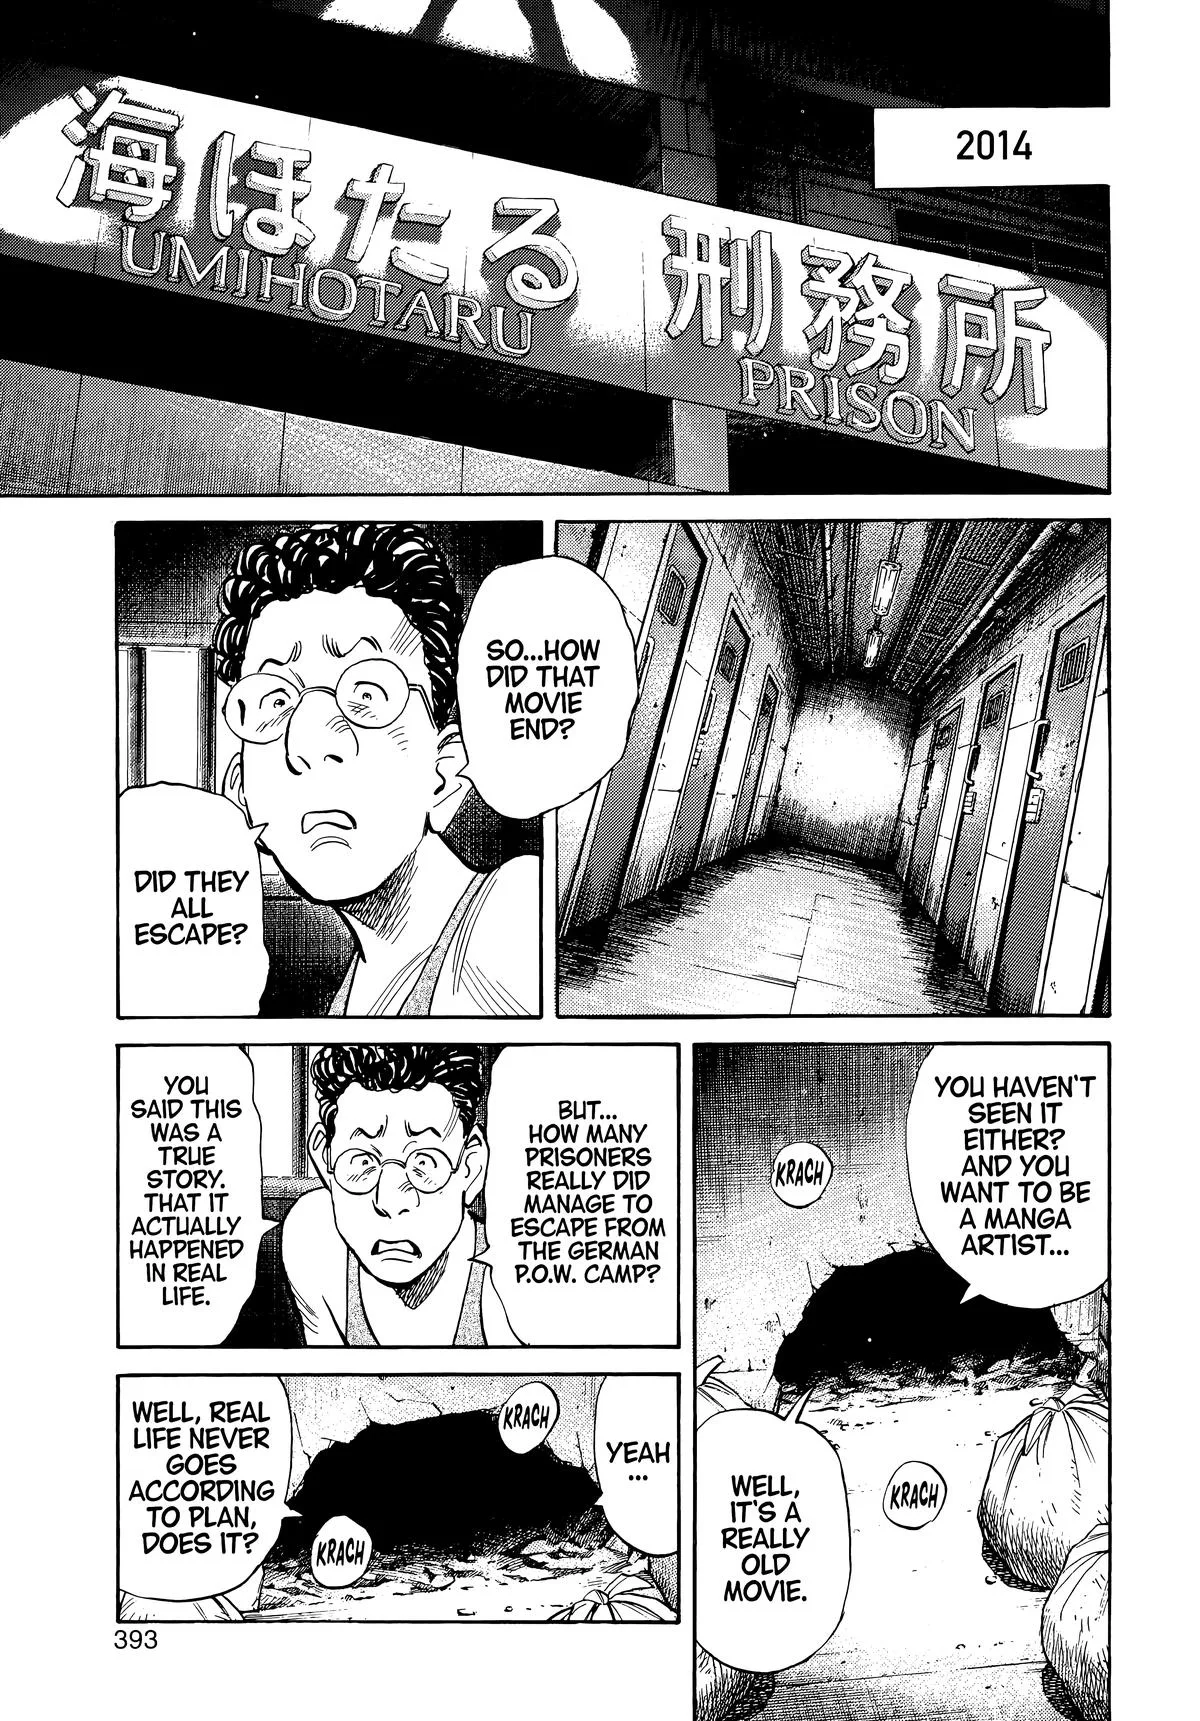 2014
海ほたる 刑務所
UMIHOTARU PRISON
SO...HOW
DID THAT
MOVIE
END?
DID THEY
ALL
ESCAPE?
YOU HAVEN'T
SEEN IT
EITHER?
AND YOU
WANT TO BE
A MANGA
ARTIST...
KRACH
KRACH
WELL,
IT'S A
REALLY
OLD
MOVIE.
BUT...
HOW MANY
PRISONERS
REALLY DID
MANAGE TO
ESCAPE FROM
THE GERMAN
P.O.W. CAMP?
YOU
SAID THIS
WAS A
TRUE
STORY.
THAT IT
ACTUALLY
HAPPENED
IN REAL
LIFE.
YEAH
...
KRACH
KRACH
WELL, REAL
LIFE NEVER
GOES
ACCORDING
TO PLAN,
DOES IT?
393